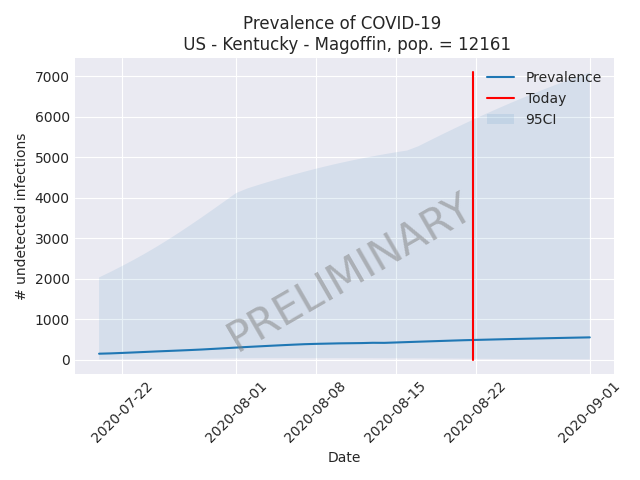 Prevalence of COVID-19
US - Kentucky - Magoffin, pop. = 12161
7000
6000
5000
4000
3000
2000
1000
0
# undetected infections
Prevalence
Today
95CI
PRELIMINARY
2020-07-22
2020-08-01
2020-08-08
2020-08-15
2020-08-22
2020-09-01
Date